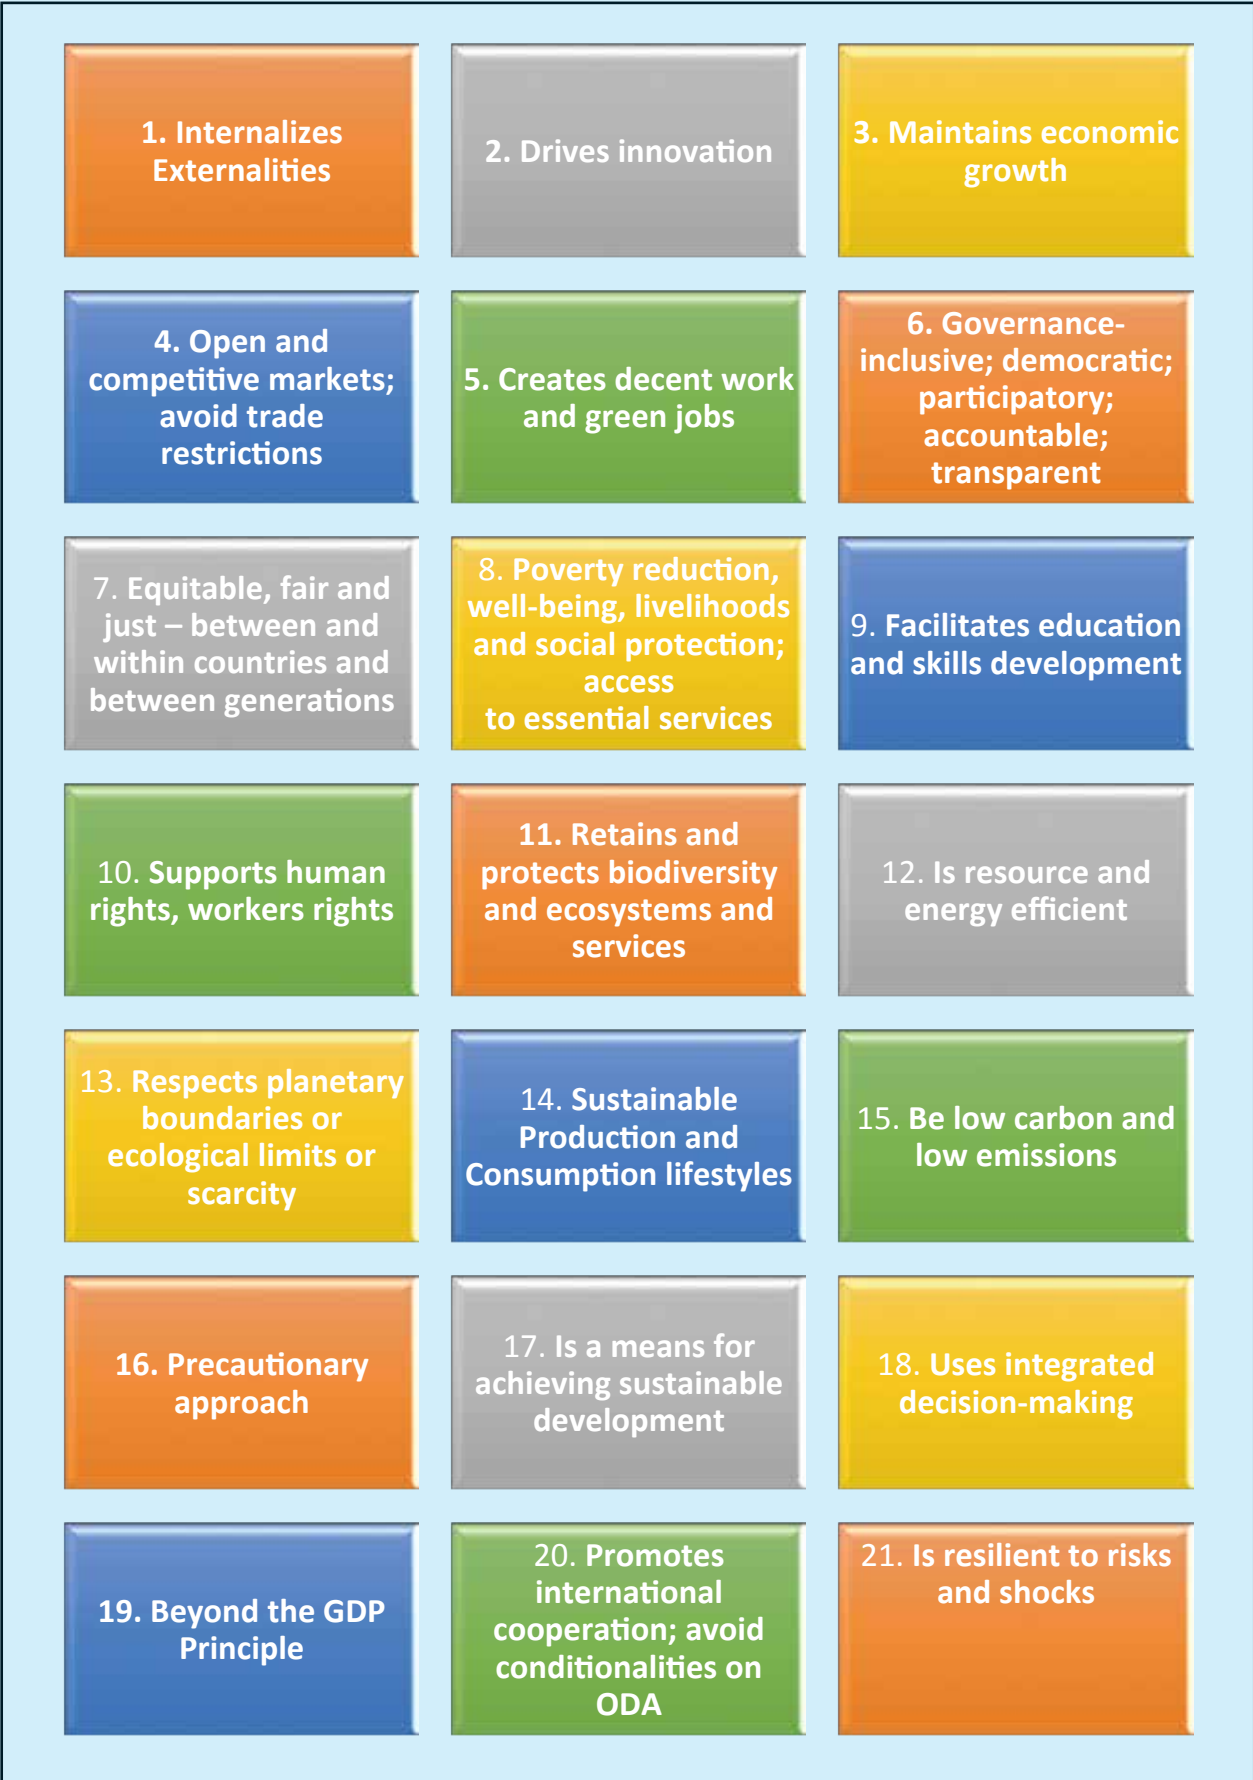 1. Internalizes
Externalities
2. Drives innovation
3. Maintains economic
growth
4. Open and
competitive markets;
avoid trade
restrictions
5. Creates decent work
and green jobs
6. Governance-
inclusive; democratic;
participatory;
accountable;
transparent
7. Equitable, fair and
just – between and
within countries and
between generations
8. Poverty reduction,
well-being, livelihoods
and social protection;
access
to essential services
9. Facilitates education
and skills development
10. Supports human
rights, workers rights
11. Retains and
protects biodiversity
and ecosystems and
services
12. Is resource and
energy efficient
13. Respects planetary
boundaries or
ecological limits or
scarcity
14. Sustainable
Production and
Consumption lifestyles
15. Be low carbon and
low emissions
16. Precautionary
approach
17. Is a means for
achieving sustainable
development
18. Uses integrated
decision-making
19. Beyond the GDP
Principle
20. Promotes
international
cooperation; avoid
conditionalities on
ODA
21. Is resilient to risks
and shocks